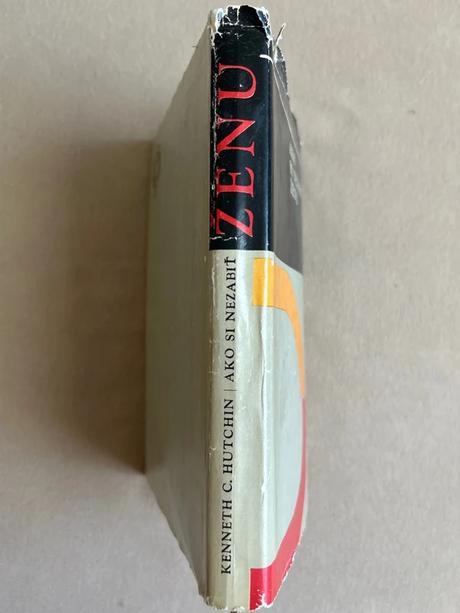 KENNETH C. HUTCHIN | AKO SI NEZABIŤ
ŽENU